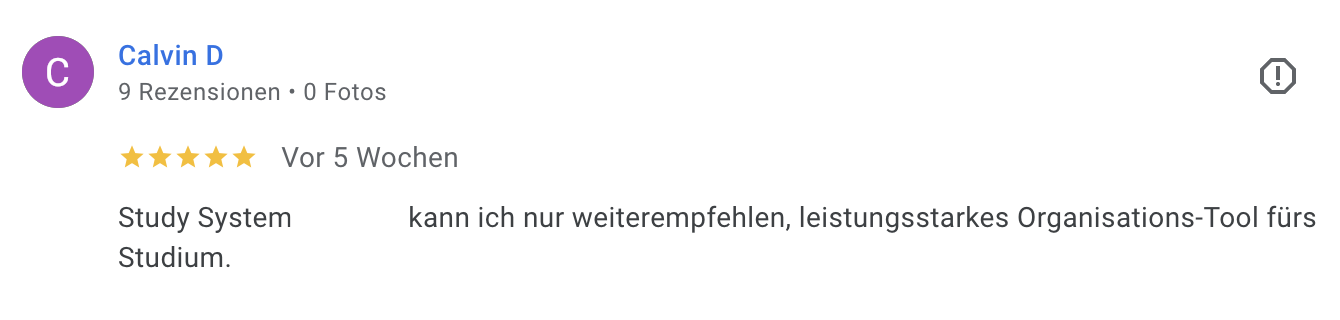 C
Calvin D
9 Rezensionen • 0 Fotos
Vor 5 Wochen
Study System kann ich nur weiterempfehlen, leistungsstarkes Organisations-Tool fürs
Studium.